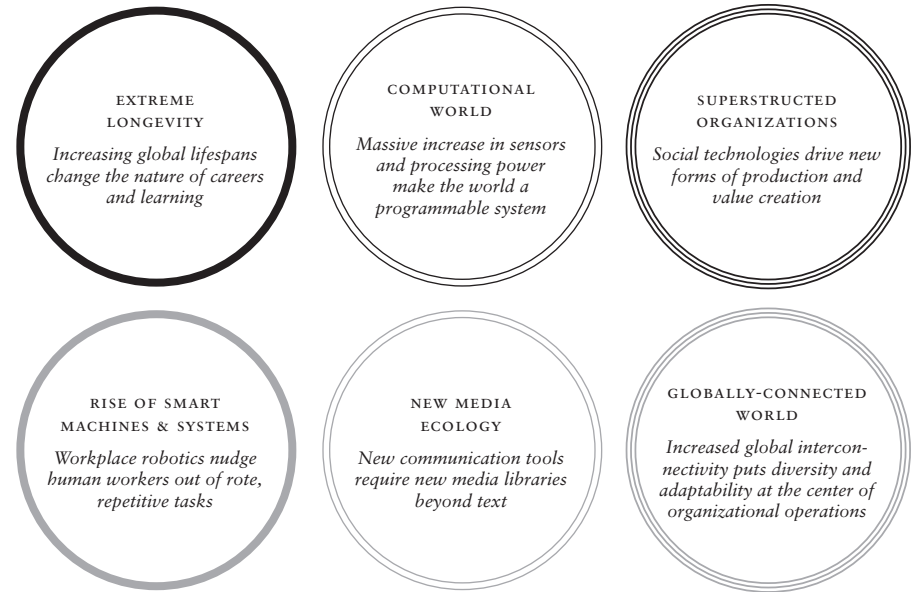 EXTREME
LONGEVITY
Increasing global lifespans
change the nature of careers
and learning
COMPUTATIONAL
WORLD
Massive increase in sensors
and processing power
make the world a
programmable system
SUPERSTRUCTED
ORGANIZATIONS
Social technologies drive new
forms of production and
value creation
RISE OF SMART
MACHINES & SYSTEMS
Workplace robotics nudge
human workers out of rote,
repetitive tasks
NEW MEDIA
ECOLOGY
New communication tools
require new media libraries
beyond text
GLOBALLY-CONNECTED
WORLD
Increased global intercon-
nectivity puts diversity and
adaptability at the center of
organizational operations